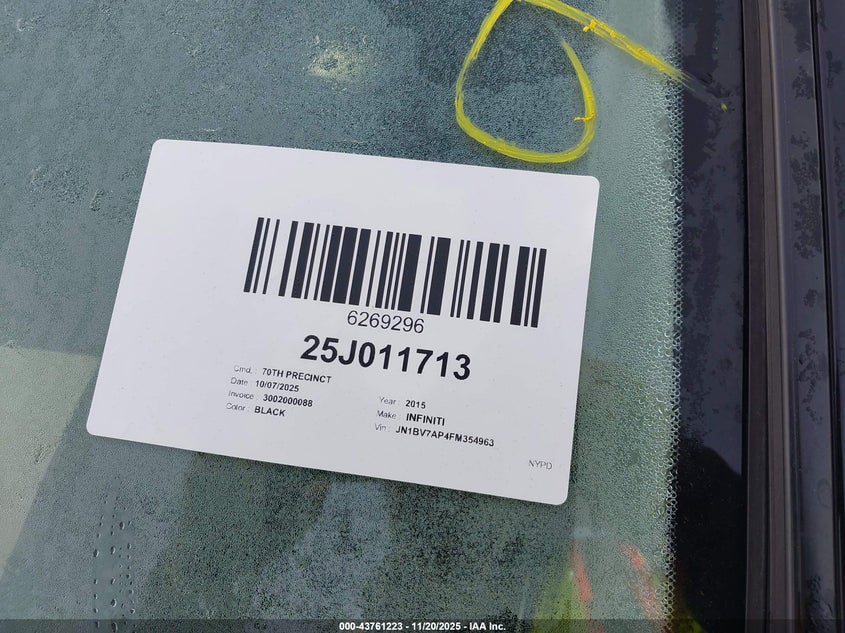 6269296
25J011713
Cmd.: 70TH PRECINCT
Date: 10/07/2025
Invoice: 3002000088
Color: BLACK
Year: 2015
Make: INFINITI
Vin: JN1BV7AP4FM354963
NYPD
000-43761223 - 11/20/2025 - IAA Inc.